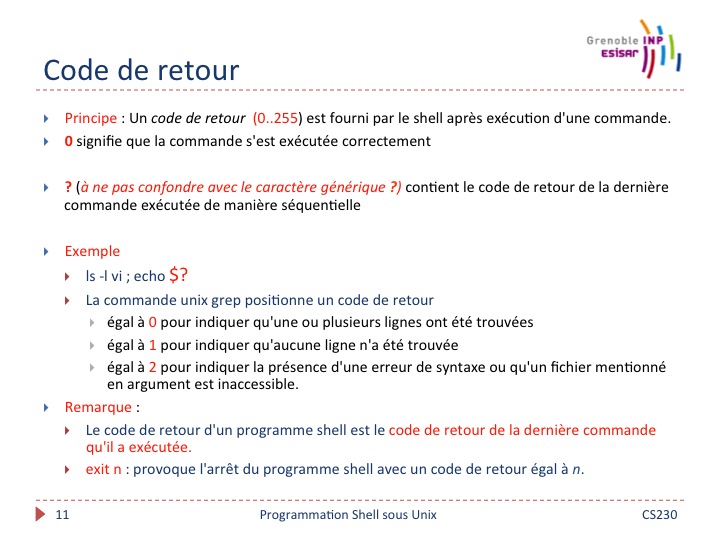 Grenoble INP
ESISAR
Code de retour
Principe : Un code de retour (0..255) est fourni par le shell après exécution d'une commande.
0 signifie que la commande s'est exécutée correctement
? (à ne pas confondre avec le caractère générique ?) contient le code de retour de la dernière
commande exécutée de manière séquentielle
Exemple
ls -l vi ; echo $?
La commande unix grep positionne un code de retour
égal à 0 pour indiquer qu'une ou plusieurs lignes ont été trouvées
égal à 1 pour indiquer qu'aucune ligne n'a été trouvée
égal à 2 pour indiquer la présence d'une erreur de syntaxe ou qu'un fichier mentionné
en argument est inaccessible.
Remarque :
Le code de retour d'un programme shell est le code de retour de la dernière commande
qu'il a exécutée.
exit n : provoque l'arrêt du programme shell avec un code de retour égal à n.
11 Programmation Shell sous Unix CS230